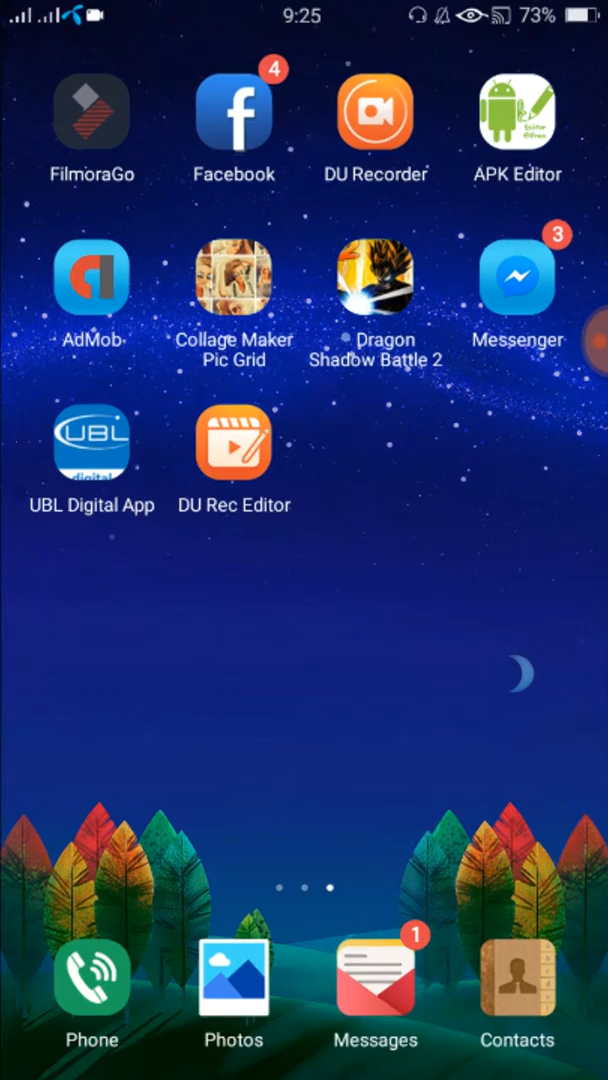 9:25
73%
4
FilmoraGo
Facebook
DU Recorder
APK Editor
3
AdMob
Collage Maker
Pic Grid
Dragon
Shadow Battle 2
Messenger
UBL
digital
UBL Digital App
DU Rec Editor
1
Phone
Photos
Messages
Contacts